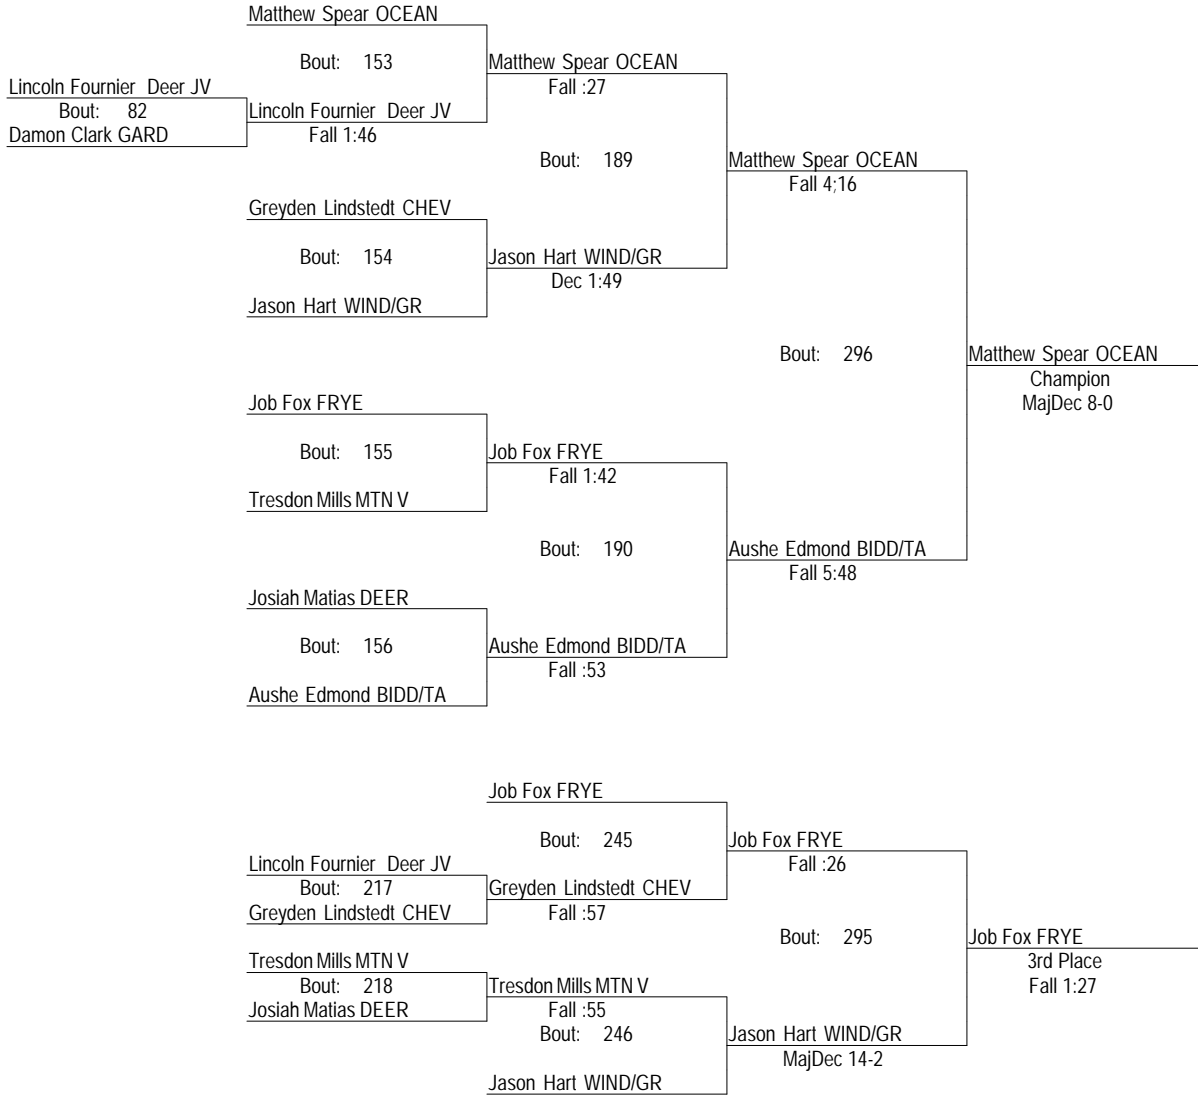 Matthew Spear OCEAN
Bout: 153
Matthew Spear OCEAN
Fall :27
Lincoln Fournier Deer JV
Bout: 82
Damon Clark GARD
Lincoln Fournier Deer JV
Fall 1:46
Bout: 189
Matthew Spear OCEAN
Fall 4;16
Greyden Lindstedt CHEV
Bout: 154
Jason Hart WIND/GR
Dec 1:49
Jason Hart WIND/GR
Bout: 296
Matthew Spear OCEAN
Champion
MajDec 8-0
Job Fox FRYE
Bout: 155
Job Fox FRYE
Fall 1:42
Tresdon Mills MTN V
Bout: 190
Aushe Edmond BIDD/TA
Fall 5:48
Josiah Matias DEER
Bout: 156
Aushe Edmond BIDD/TA
Fall :53
Aushe Edmond BIDD/TA
Job Fox FRYE
Bout: 245
Job Fox FRYE
Fall :26
Lincoln Fournier Deer JV
Bout: 217
Greyden Lindstedt CHEV
Greyden Lindstedt CHEV
Fall :57
Bout: 295
Job Fox FRYE
3rd Place
Fall 1:27
Tresdon Mills MTN V
Bout: 218
Josiah Matias DEER
Tresdon Mills MTN V
Fall :55
Bout: 246
Jason Hart WIND/GR
MajDec 14-2
Jason Hart WIND/GR